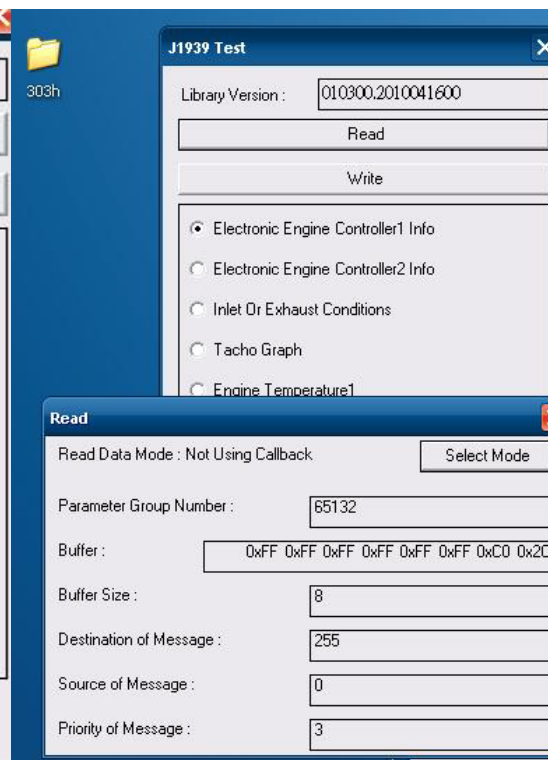 303h
J1939 Test
Library Version : 010300.2010041600
Read
Write
Electronic Engine Controller1 Info
Electronic Engine Controller2 Info
Inlet Or Exhaust Conditions
Tacho Graph
Engine Temperature1
Read
Read Data Mode : Not Using Callback Select Mode
Parameter Group Number : 65132
Buffer : 0xFF 0xFF 0xFF 0xFF 0xFF 0xFF 0xC0 0x2C
Buffer Size : 8
Destination of Message : 255
Source of Message : 0
Priority of Message : 3